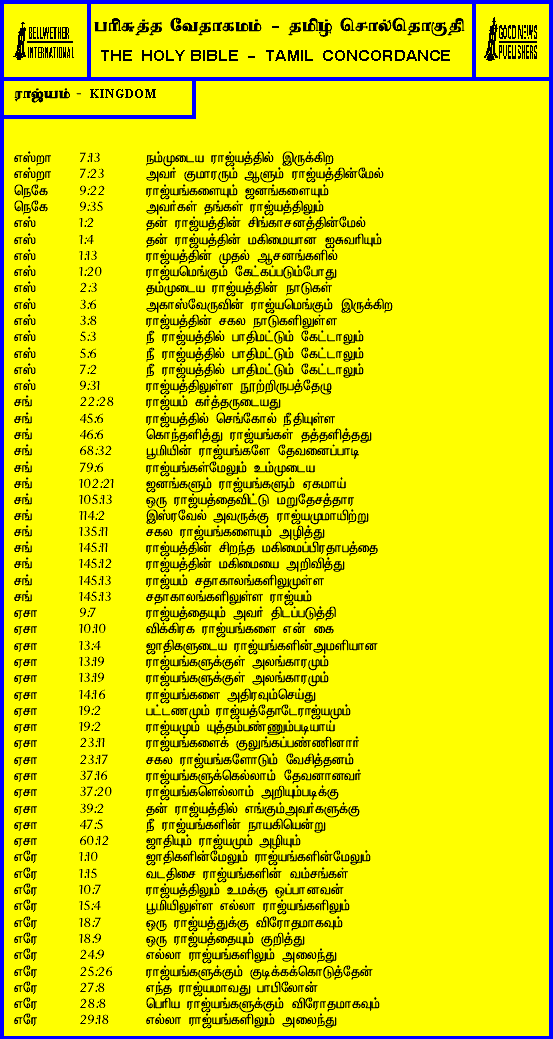 BELLWETHER
INTERNATIONAL
பரிசுத்த வேதாகமம் - தமிழ் சொல்தொகுதி
THE HOLY BIBLE - TAMIL CONCORDANCE
GOOD NEWS
PUBLISHERS
ராஜ்யம் - KINGDOM
எஸ்றா 7:13 நம்முடைய ராஜ்யத்தில் இருக்கிற
எஸ்றா 7:23 அவர் குமாரரும் ஆளும் ராஜ்யத்தின்மேல்
நெகே 9:22 ராஜ்யங்களையும் ஜனங்களையும்
நெகே 9:35 அவர்கள் தங்கள் ராஜ்யத்திலும்
எஸ் 1:2 தன் ராஜ்யத்தின் சிங்காசனத்தின்மேல்
எஸ் 1:4 தன் ராஜ்யத்தின் மகிமையான ஐசுவரியும்
எஸ் 1:13 ராஜ்யத்தின் முதல் ஆசனங்களில்
எஸ் 1:20 ராஜ்யமெங்கும் கேட்கப்படும்போது
எஸ் 2:3 தம்முடைய ராஜ்யத்தின் நாடுகள்
எஸ் 3:6 அகாஸ்வேருவின் ராஜ்யமெங்கும் இருக்கிற
எஸ் 3:8 ராஜ்யத்தின் சகல நாடுகளிலுள்ள
எஸ் 5:3 நீ ராஜ்யத்தில் பாதிமட்டும் கேட்டாலும்
எஸ் 5:6 நீ ராஜ்யத்தில் பாதிமட்டும் கேட்டாலும்
எஸ் 7:2 நீ ராஜ்யத்தில் பாதிமட்டும் கேட்டாலும்
எஸ் 9:31 ராஜ்யத்திலுள்ள நூற்றிருபத்தேழு
சங் 22:28 ராஜ்யம் கர்த்தருடையது
சங் 45:6 ராஜ்யத்தில் செங்கோல் நீதியுள்ள
சங் 46:6 கொந்தளித்து ராஜ்யங்கள் தத்தளித்தது
சங் 68:32 பூமியின் ராஜ்யங்களே தேவனைப்பாடி
சங் 79:6 ராஜ்யங்கள்மேலும் உம்முடைய
சங் 102:21 ஜனங்களும் ராஜ்யங்களும் ஏகமாய்
சங் 105:13 ஒரு ராஜ்யத்தைவிட்டு மறுதேசத்தார
சங் 114:2 இஸ்ரவேல் அவருக்கு ராஜ்யமுமாயிற்று
சங் 135:11 சகல ராஜ்யங்களையும் அழித்து
சங் 145:11 ராஜ்யத்தின் சிறந்த மகிமைப்பிரதாபத்தை
சங் 145:12 ராஜ்யத்தின் மகிமையை அறிவித்து
சங் 145:13 ராஜ்யம் சதாகாலங்களிலுமுள்ள
சங் 145:13 சதாகாலங்களிலுள்ள ராஜ்யம்
ஏசா 9:7 ராஜ்யத்தையும் அவர் திடப்படுத்தி
ஏசா 10:10 விக்கிரக ராஜ்யங்களை என் கை
ஏசா 13:4 ஜாதிகளுடைய ராஜ்யங்களின்அமளியான
ஏசா 13:19 ராஜ்யங்களுக்குள் அலங்காரமும்
ஏசா 13:19 ராஜ்யங்களுக்குள் அலங்காரமும்
ஏசா 14:16 ராஜ்யங்களை அதிரவும்செய்து
ஏசா 19:2 பட்டணமும் ராஜ்யத்தோடேராஜ்யமும்
ஏசா 19:2 ராஜ்யமும் யுத்தம்பண்ணும்படியாய்
ஏசா 23:11 ராஜ்யங்களைக் குலுங்கப்பண்ணினார்
ஏசா 23:17 சகல ராஜ்யங்களோடும் வேசித்தனம்
ஏசா 37:16 ராஜ்யங்களுக்கெல்லாம் தேவனானவர்
ஏசா 37:20 ராஜ்யங்களெல்லாம் அறியும்படிக்கு
ஏசா 39:2 தன் ராஜ்யத்தில் எங்கும்அவர்களுக்கு
ஏசா 47:5 நீ ராஜ்யங்களின் நாயகியென்று
ஏசா 60:12 ஜாதியும் ராஜ்யமும் அழியும்
எரே 1:10 ஜாதிகளின்மேலும் ராஜ்யங்களின்மேலும்
எரே 1:15 வடதிசை ராஜ்யங்களின் வம்சங்கள்
எரே 10:7 ராஜ்யத்திலும் உமக்கு ஒப்பானவன்
எரே 15:4 பூமியிலுள்ள எல்லா ராஜ்யங்களிலும்
எரே 18:7 ஒரு ராஜ்யத்துக்கு விரோதமாகவும்
எரே 18:9 ஒரு ராஜ்யத்தையும் குறித்து
எரே 24:9 எல்லா ராஜ்யங்களிலும் அலைந்து
எரே 25:26 ராஜ்யங்களுக்கும் குடிக்கக்கொடுத்தேன்
எரே 27:8 எந்த ராஜ்யமாவது பாபிலோன்
எரே 28:8 பெரிய ராஜ்யங்களுக்கும் விரோதமாகவும்
எரே 29:18 எல்லா ராஜ்யங்களிலும் அலைந்து